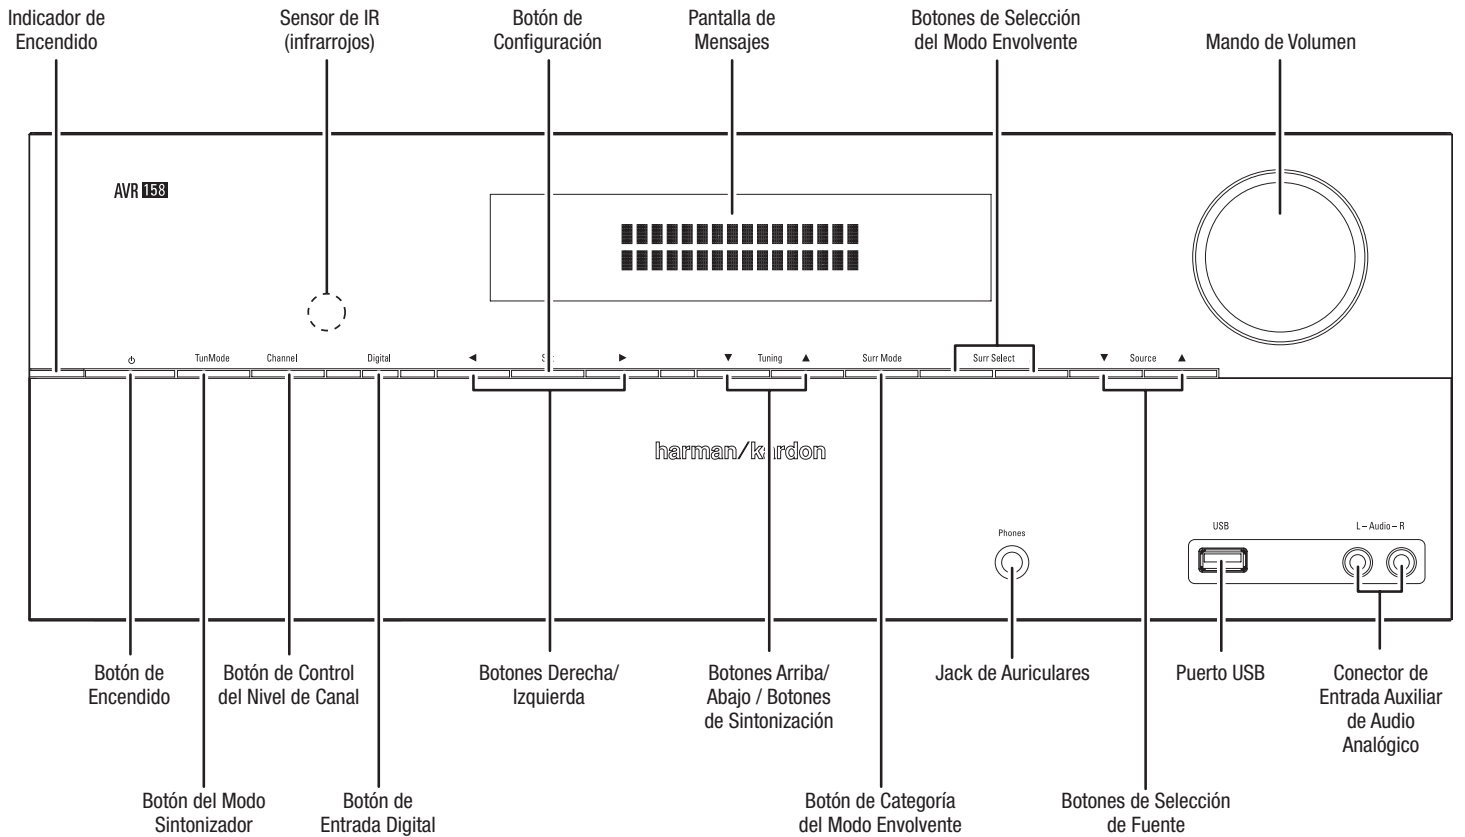 Indicador de
Encendido
Sensor de IR
(infrarrojos)
Botón de
Configuración
Pantalla de
Mensajes
Botones de Selección
del Modo Envolvente
Mando de Volumen
AVR 158
TunMode
Channel
Digital
Tuning
Surr Mode
Surr Select
Source
harman/kardon
Phones
USB
L – Audio – R
Botón de
Encendido
Botón de Control
del Nivel de Canal
Botones Derecha/
Izquierda
Botones Arriba/
Abajo / Botones
de Sintonización
Jack de Auriculares
Puerto USB
Conector de
Entrada Auxiliar
de Audio
Analógico
Botón del Modo
Sintonizador
Botón de
Entrada Digital
Botón de Categoría
del Modo Envolvente
Botones de Selección
de Fuente